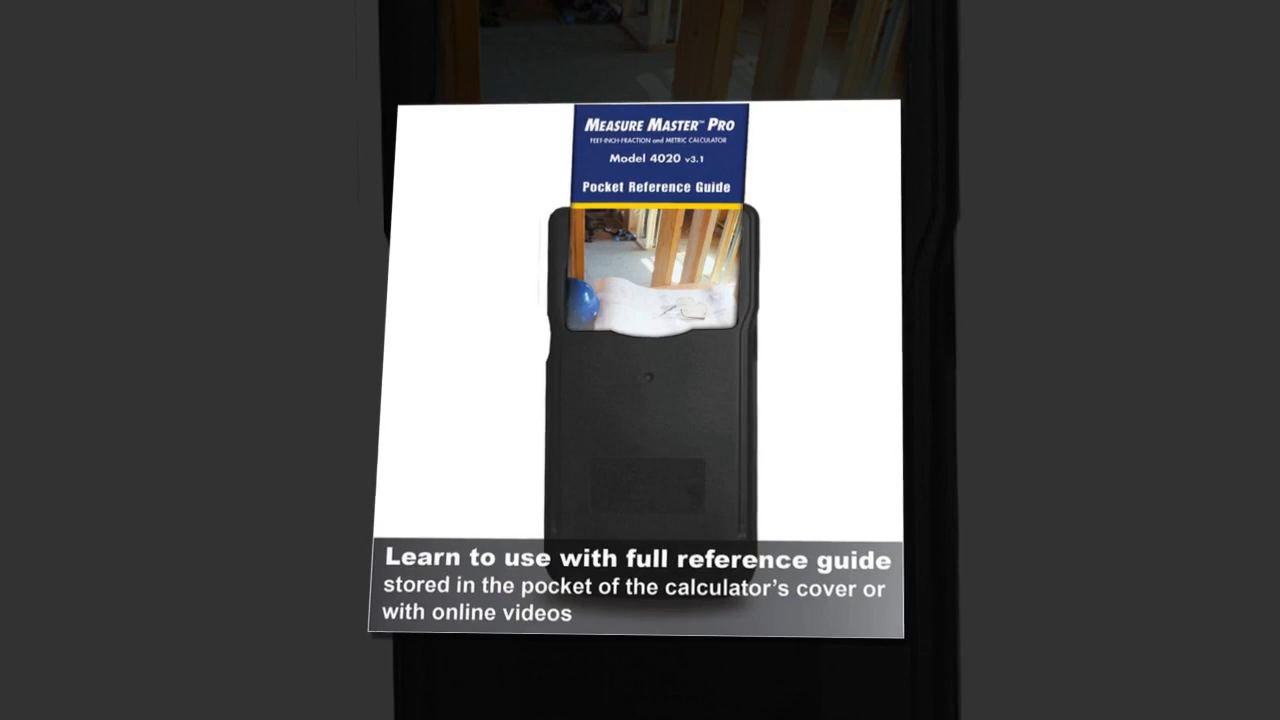 MEASURE MASTER™ PRO
FEET-INCH-FRACTION and METRIC CALCULATOR
Model 4020 v3.1
Pocket Reference Guide
Learn to use with full reference guide
stored in the pocket of the calculator's cover or
with online videos